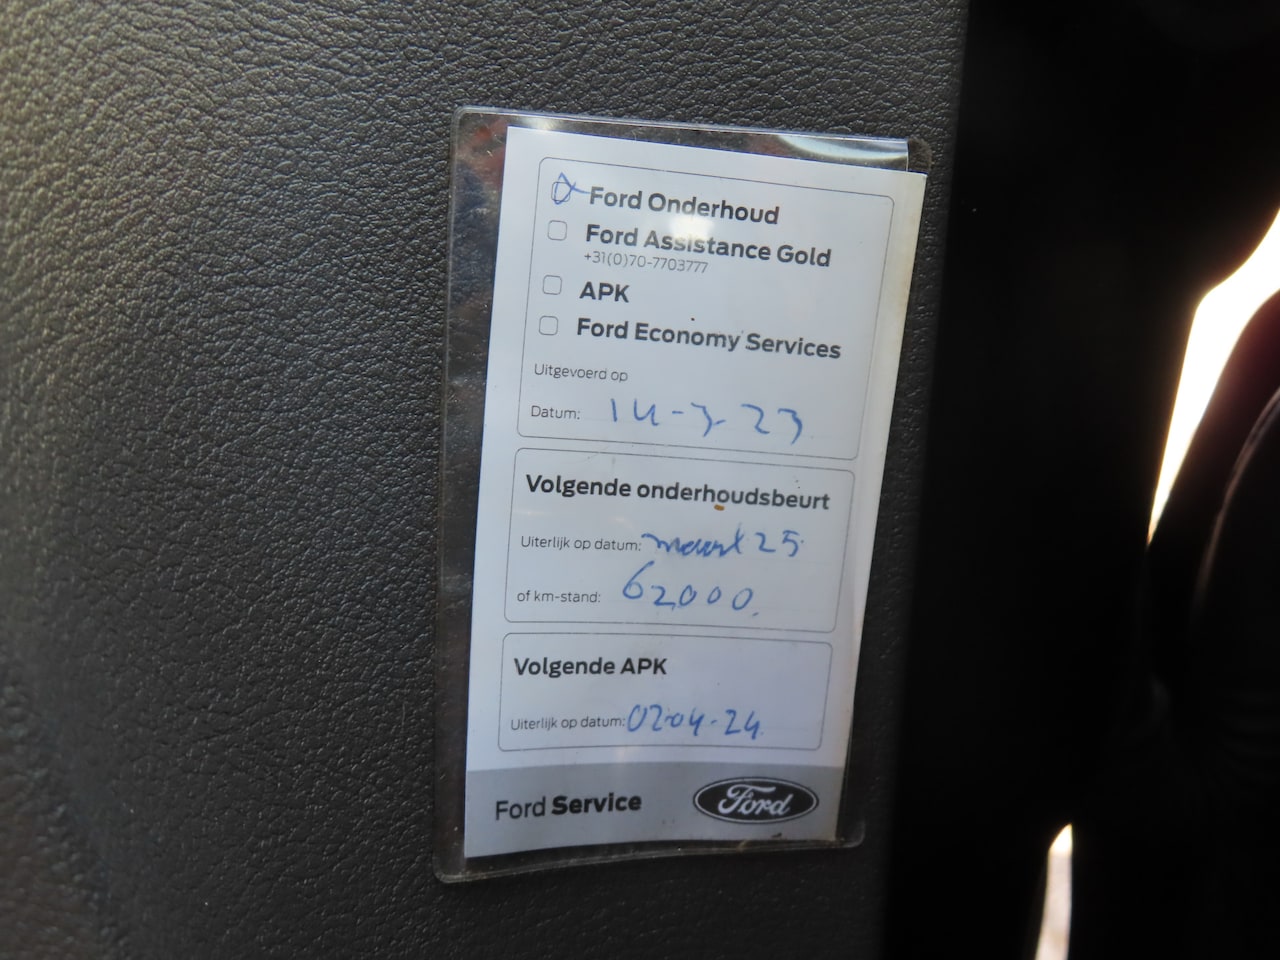 Ford Onderhoud
Ford Assistance Gold
+31(0)70-7703777
APK
Ford Economy Services
Uitgevoerd op
Datum: 14-3-23
Volgende onderhoudsbeurt
Uiterlijk op datum: maart 25
of km-stand: 62000
Volgende APK
Uiterlijk op datum: 02-04-24
Ford Service Ford